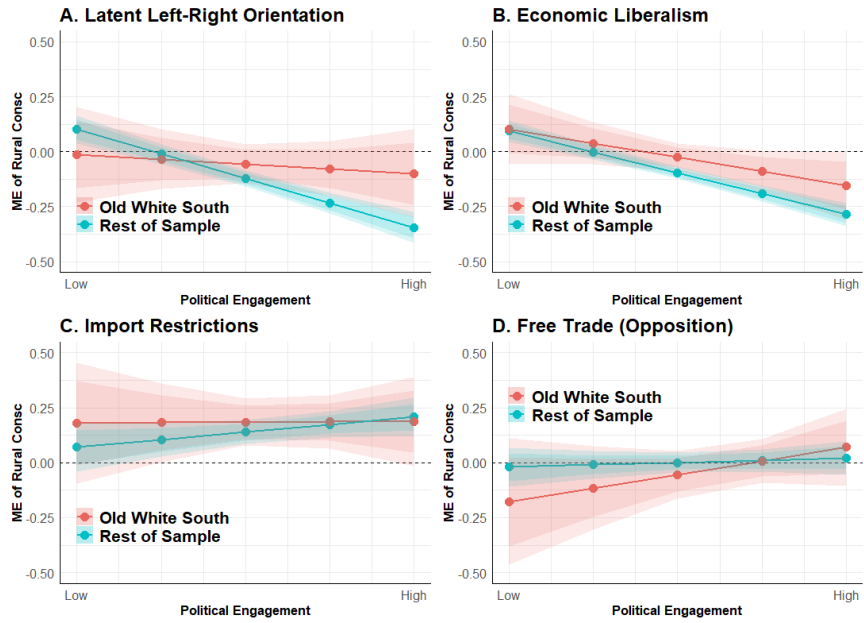 A. Latent Left-Right Orientation
0.50
0.25
0.00
-0.25
-0.50
ME of Rural Consc
Old White South
Rest of Sample
Low
High
Political Engagement
B. Economic Liberalism
0.50
0.25
0.00
-0.25
-0.50
ME of Rural Consc
Old White South
Rest of Sample
Low
High
Political Engagement
C. Import Restrictions
0.50
0.25
0.00
-0.25
-0.50
ME of Rural Consc
Old White South
Rest of Sample
Low
High
Political Engagement
D. Free Trade (Opposition)
0.50
0.25
0.00
-0.25
-0.50
ME of Rural Consc
Old White South
Rest of Sample
Low
High
Political Engagement